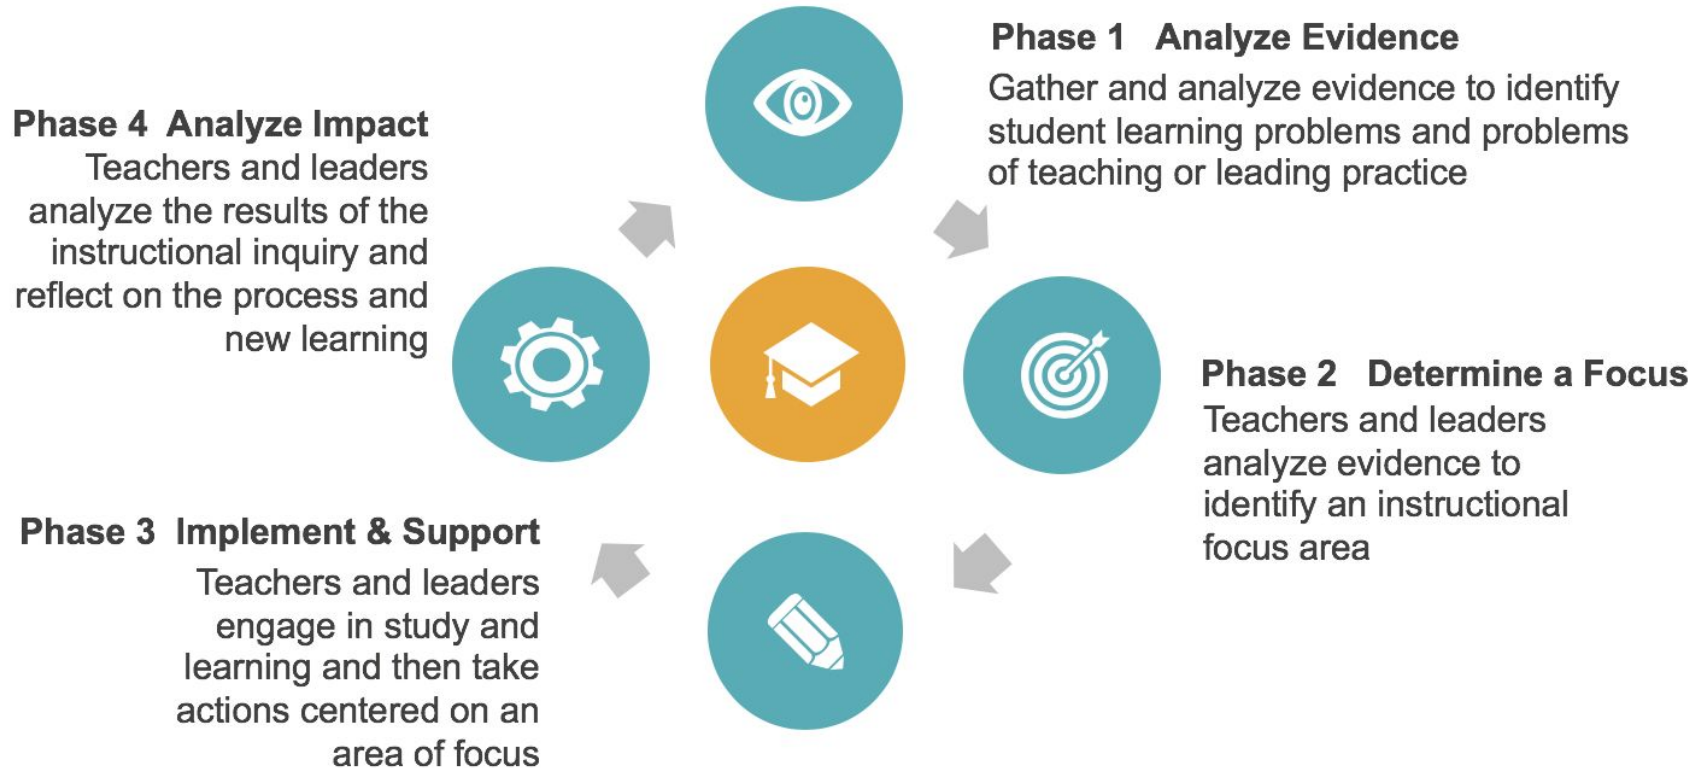 Phase 1 Analyze Evidence
Gather and analyze evidence to identify
student learning problems and problems
of teaching or leading practice
Phase 2 Determine a Focus
Teachers and leaders
analyze evidence to
identify an instructional
focus area
Phase 3 Implement & Support
Teachers and leaders
engage in study and
learning and then take
actions centered on an
area of focus
Phase 4 Analyze Impact
Teachers and leaders
analyze the results of the
instructional inquiry and
reflect on the process and
new learning